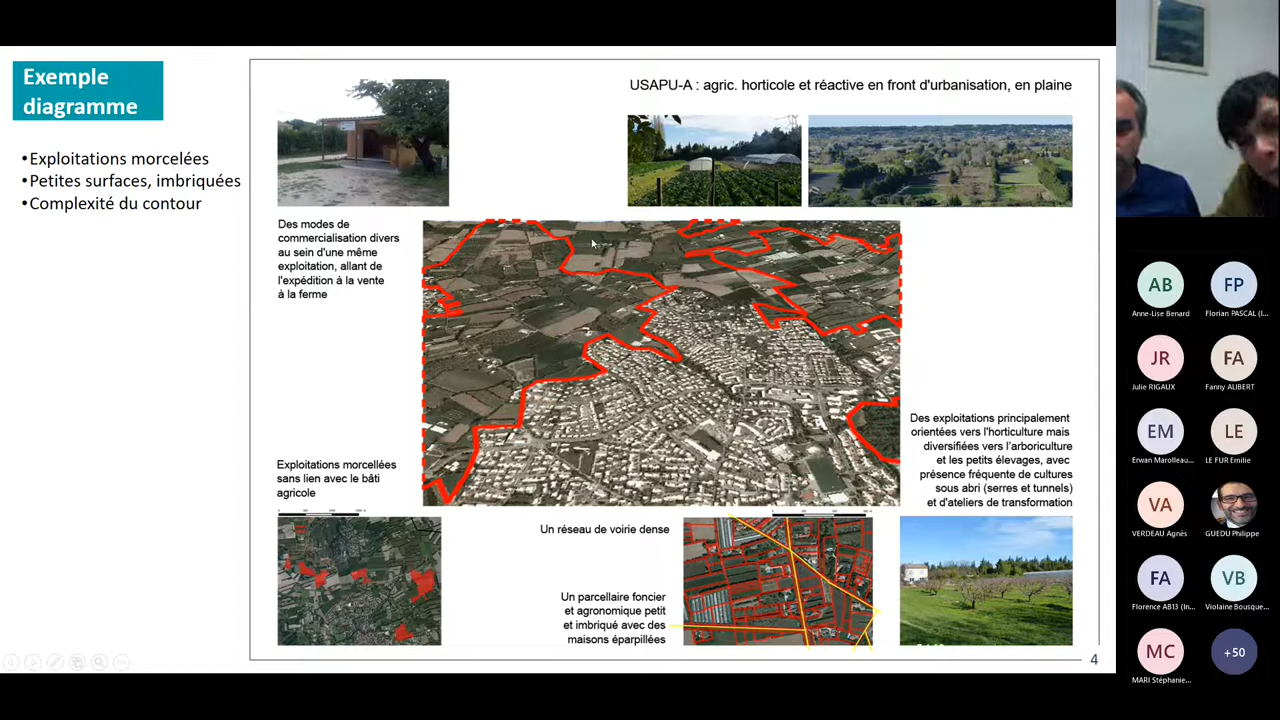 Exemple
diagramme
•Exploitations morcelées
•Petites surfaces, imbriquées
•Complexité du contour
USAPU-A : agric. horticole et réactive en front d'urbanisation, en plaine
Des modes de
commercialisation divers
au sein d'une même
exploitation, allant de
l'expédition à la vente
à la ferme
Exploitations morcellées
sans lien avec le bâti
agricole
Des exploitations principalement
orientées vers l'horticulture mais
diversifiées vers l'arboriculture
et les petits élevages, avec
présence fréquente de cultures
sous abri (serres et tunnels)
et d'ateliers de transformation
Un réseau de voirie dense
Un parcellaire foncier
et agronomique petit
et imbriqué avec des
maisons éparpillées
4
AB
Anne-Lise Benard
FP
Florian PASCAL (I...
JR
Julie RIGAUX
FA
Fanny ALIBERT
EM
Erwan Marolleau...
LE
LE FUR Emilie
VA
VERDEAU Agnès
GUEDU Philippe
FA
Florence AB13 (In...
VB
Violaine Bousque...
MC
MARI Stéphanie...
+50